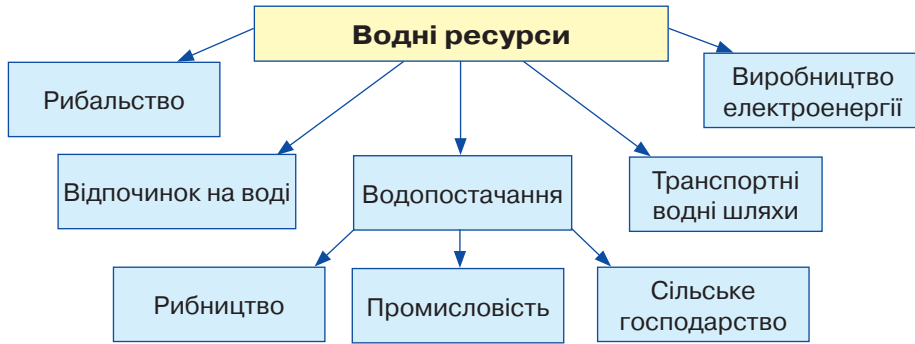 Водні ресурси
Рибальство
Виробництво
електроенергії
Відпочинок на воді
Водопостачання
Транспортні
водні шляхи
Рибництво
Промисловість
Сільське
господарство